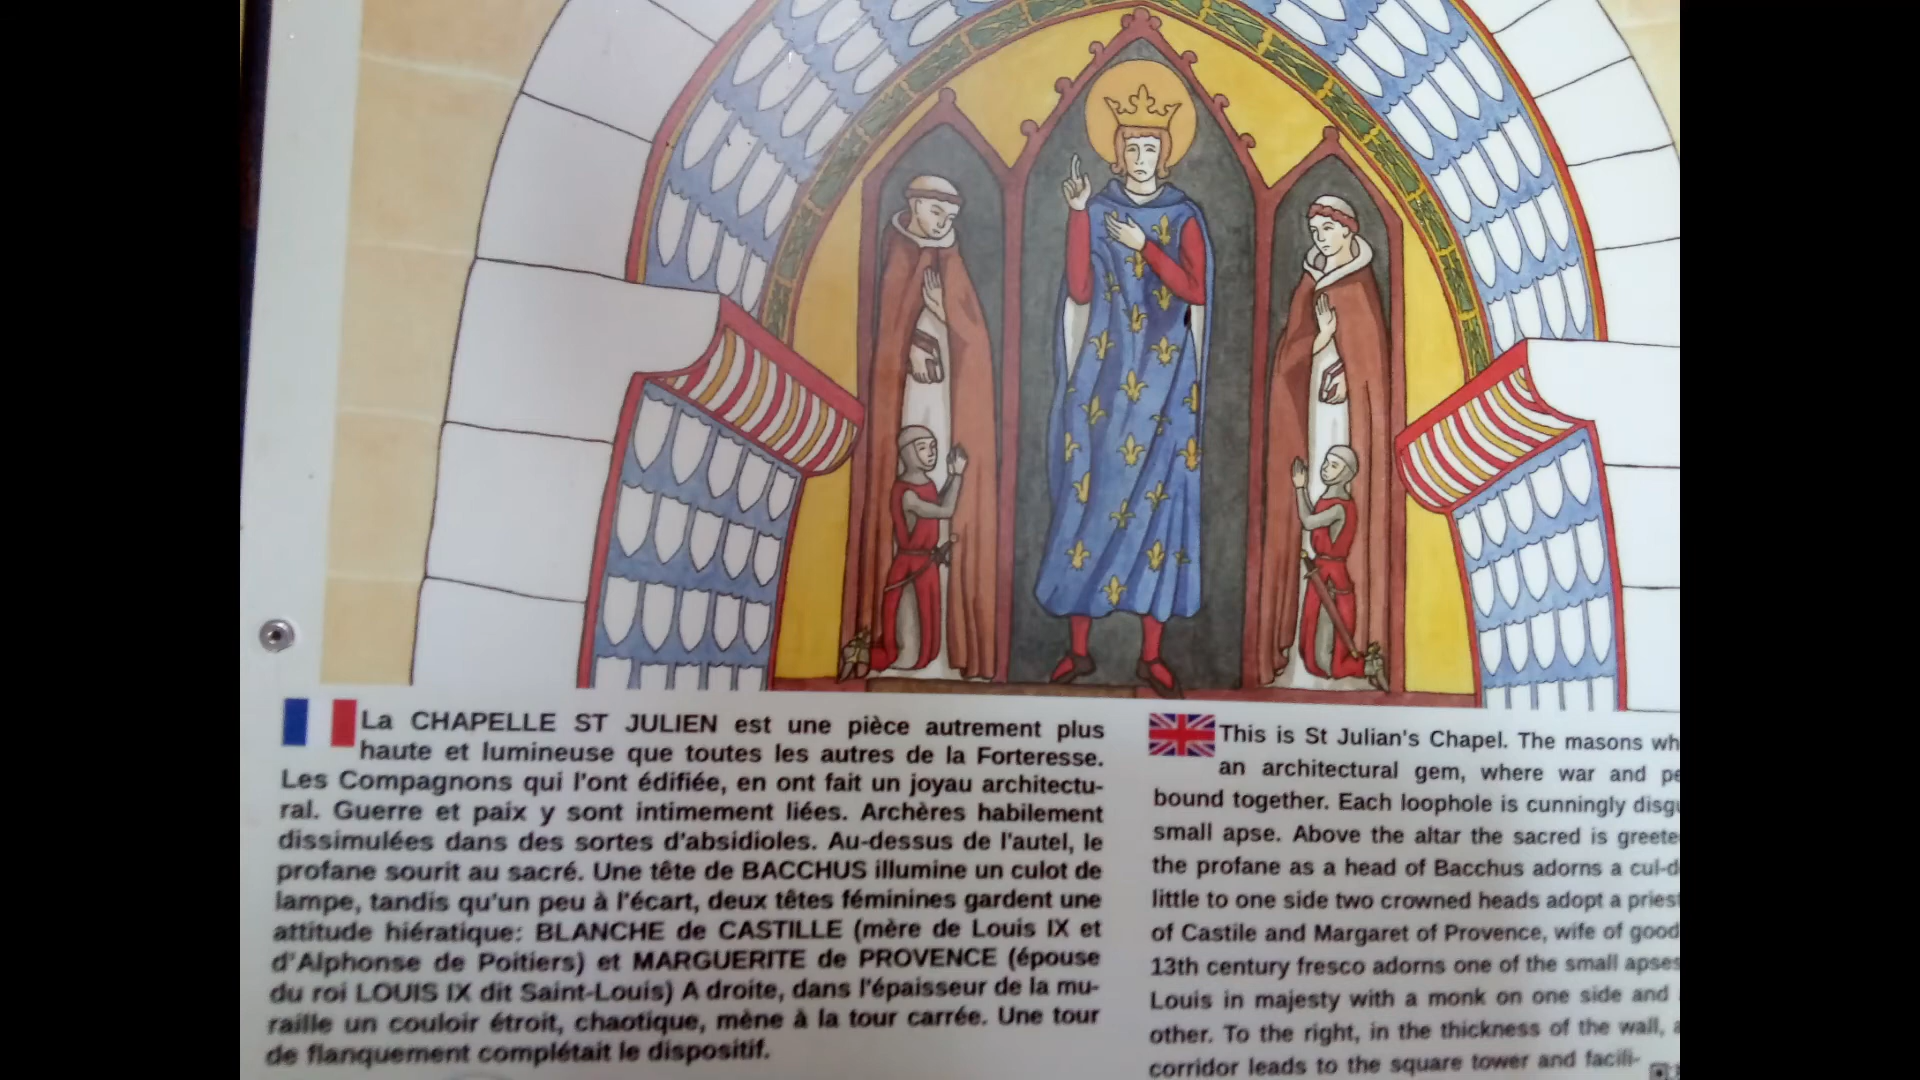 La CHAPELLE ST JULIEN est une pièce autrement plus
haute et lumineuse que toutes les autres de la Forteresse.
Les Compagnons qui l'ont édifiée, en ont fait un joyau architectu-
ral. Guerre et paix y sont intimement liées. Archères habilement
dissimulées dans des sortes d'absidioles. Au-dessus de l'autel, le
profane sourit au sacré. Une tête de BACCHUS illumine un culot de
lampe, tandis qu'un peu à l'écart, deux têtes féminines gardent une
attitude hiératique: BLANCHE de CASTILLE (mère de Louis IX et
d'Alphonse de Poitiers) et MARGUERITE de PROVENCE (épouse
du roi LOUIS IX dit Saint-Louis) A droite, dans l'épaisseur de la mu-
raille un couloir étroit, chaotique, mène à la tour carrée. Une tour
de flanquement complétait le dispositif.
This is St Julian's Chapel. The masons
an architectural gem, where war and
bound together. Each loophole is cunningly
small apse. Above the altar the sacred is
the profane as a head of Bacchus adorns a
little to one side two crowned heads adopt a
of Castile and Margaret of Provence, wife of good
13th century fresco adorns one of the small apses
Louis in majesty with a monk on one side and
other. To the right, in the thickness of the wall,
corridor leads to the square tower and facili-